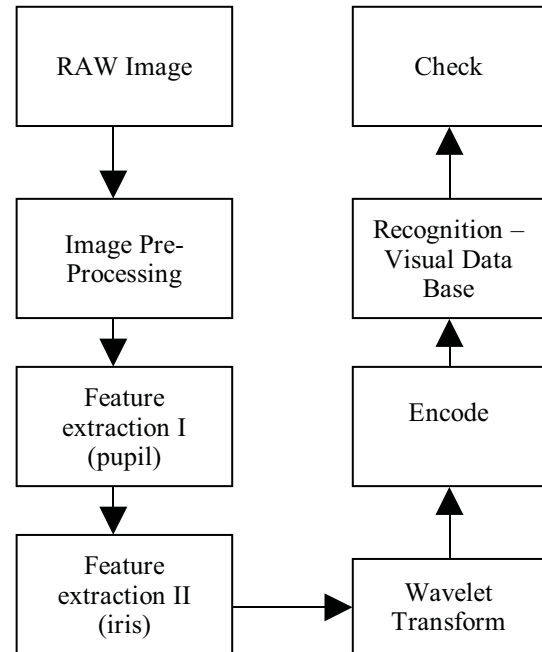 RAW Image
Image Pre-
Processing
Feature
extraction I
(pupil)
Feature
extraction II
(iris)
Wavelet
Transform
Encode
Recognition –
Visual Data
Base
Check